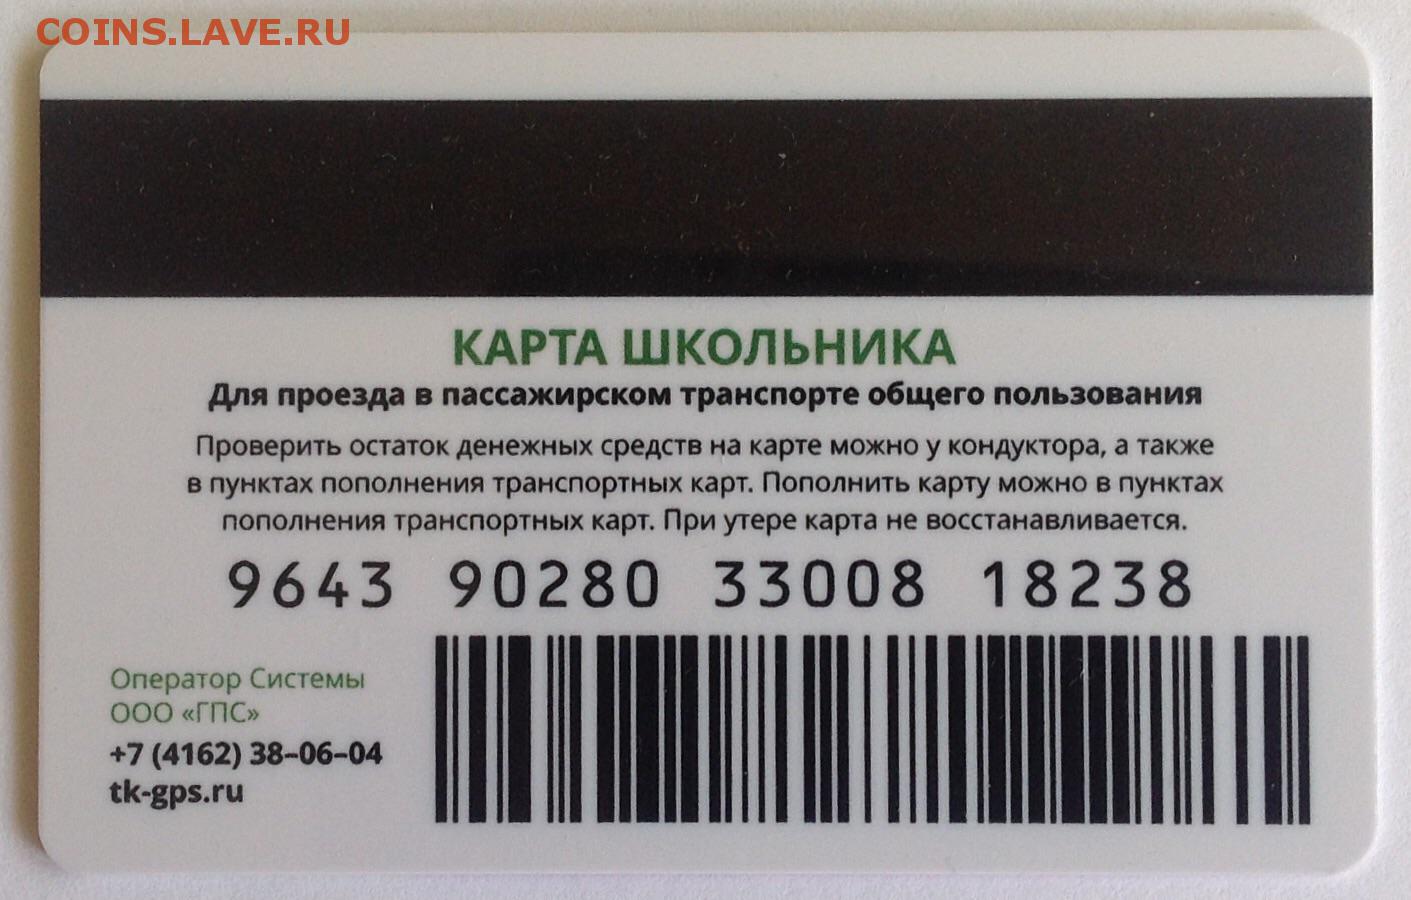 COINS.LAVE.RU
КАРТА ШКОЛЬНИКА
Для проезда в пассажирском транспорте общего пользования
Проверить остаток денежных средств на карте можно у кондуктора, а также
в пунктах пополнения транспортных карт. Пополнить карту можно в пунктах
пополнения транспортных карт. При утере карта не восстанавливается.
9643 90280 33008 18238
Оператор Системы
ООО «ГПС»
+7 (4162) 38–06–04
tk-gps.ru